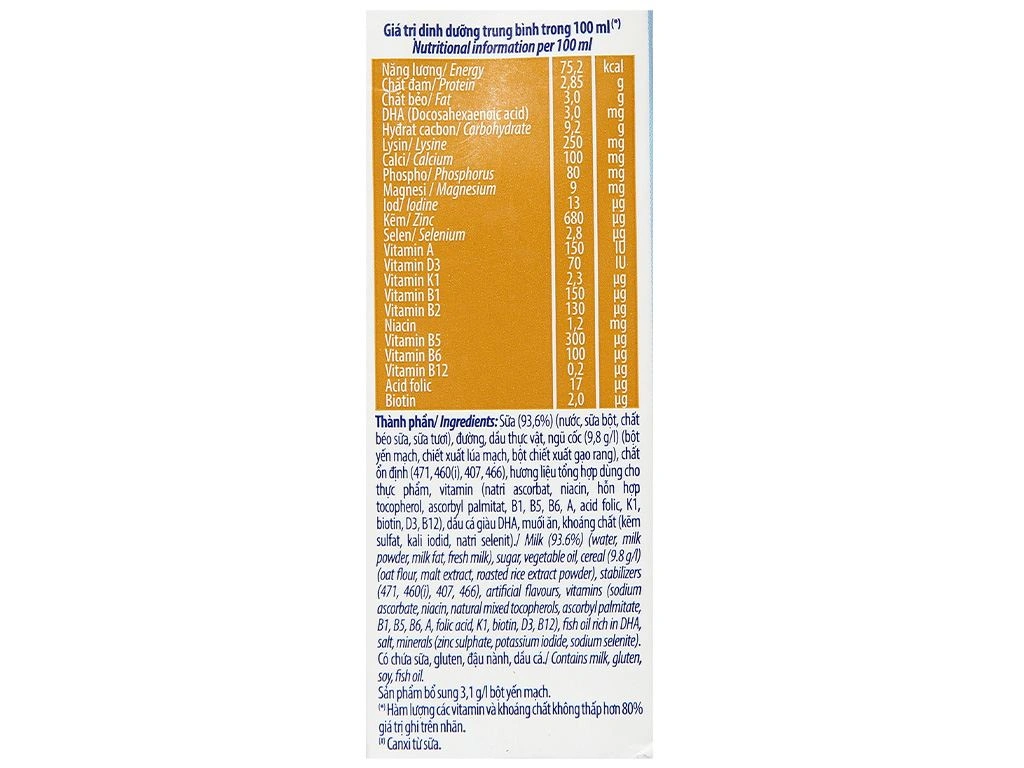 Giá trị dinh dưỡng trung bình trong 100 ml(*)
Nutritional information per 100 ml
Năng lượng/ Energy 75,2 kcal
Chất đạm/ Protein 2,85 g
Chất béo/ Fat 3,0 g
DHA (Docosahexaenoic acid) 3,0 mg
Hyđrat cacbon/ Carbohydrate 9,2 g
Lysin/ Lysine 250 mg
Calci/ Calcium 100 mg
Phospho/ Phosphorus 80 mg
Magnesi / Magnesium 9 mg
Iod/ Iodine 13 µg
Kẽm/ Zinc 680 µg
Selen/ Selenium 2,8 µg
Vitamin A 150 IU
Vitamin D3 70 IU
Vitamin K1 2,3 µg
Vitamin B1 150 µg
Vitamin B2 130 µg
Niacin 1,2 mg
Vitamin B5 300 µg
Vitamin B6 100 µg
Vitamin B12 0,2 µg
Acid folic 17 µg
Biotin 2,0 µg
Thành phần/ Ingredients: Sữa (93,6%) (nước, sữa bột, chất
béo sữa, sữa tươi), đường, dầu thực vật, ngũ cốc (9,8 g/l) (bột
yến mạch, chiết xuất lúa mạch, bột chiết xuất gạo rang), chất
ổn định (471, 460(i), 407, 466), hương liệu tổng hợp dùng cho
thực phẩm, vitamin (natri ascorbat, niacin, hỗn hợp
tocopherol, ascorbyl palmitat, B1, B5, B6, A, acid folic, K1,
biotin, D3, B12), dầu cá giàu DHA, muối ăn, khoáng chất (kẽm
sulfat, kali iodid, natri selenit)./ Milk (93.6%) (water, milk
powder, milk fat, fresh milk), sugar, vegetable oil, cereal (9.8 g/l)
(oat flour, malt extract, roasted rice extract powder), stabilizers
(471, 460(i), 407, 466), artificial flavours, vitamins (sodium
ascorbate, niacin, natural mixed tocopherols, ascorbyl palmitate,
B1, B5, B6, A, folic acid, K1, biotin, D3, B12), fish oil rich in DHA,
salt, minerals (zinc sulphate, potassium iodide, sodium selenite).
Có chứa sữa, gluten, đậu nành, dầu cá./ Contains milk, gluten,
soy, fish oil.
Sản phẩm bổ sung 3,1 g/l bột yến mạch.
(*) Hàm lượng các vitamin và khoáng chất không thấp hơn 80%
giá trị ghi trên nhãn.
(#) Canxi từ sữa.